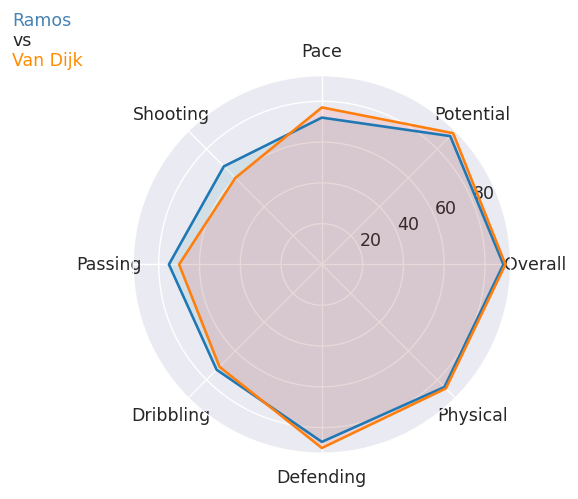 Ramos
vs
Van Dijk
Pace
Shooting
Potential
80
60
40
20
Passing
Overall
Dribbling
Physical
Defending